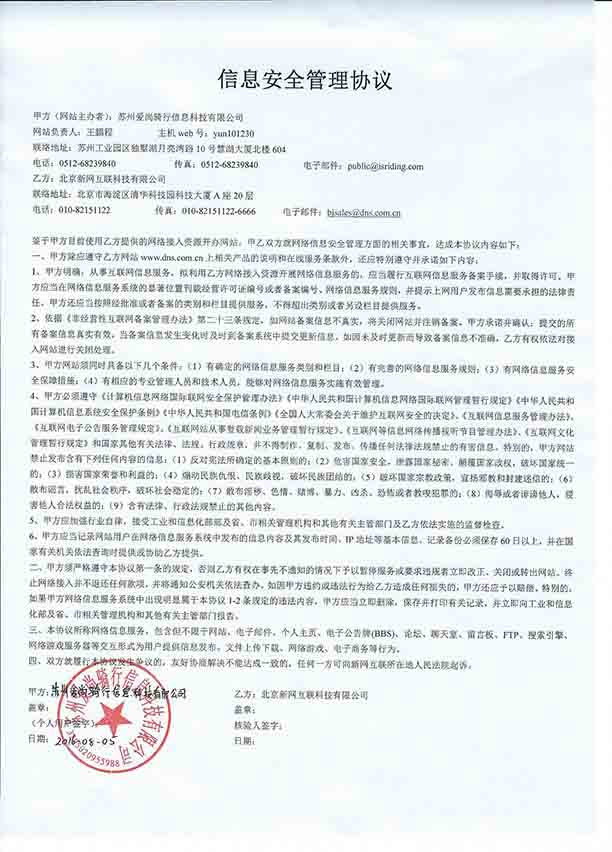 信息安全管理协议
甲方（网站主办者）：苏州爱尚骑行信息科技有限公司
网站负责人：王鹢程 主机 web 号：yun101230
联络地址：苏州工业园区独墅湖月亮湾路 10 号慧湖大厦北楼 604
电话：0512-68239840 传真：0512-68239840 电子邮件：public@isriding.com
乙方：北京新网互联科技有限公司
联络地址：北京市海淀区清华科技园科技大厦 A 座 20 层
电话：010-82151122 传真：010-82151122-6666 电子邮件：bjsales@dns.com.cn
鉴于甲方目前使用乙方提供的网络接入资源开办网站，甲乙双方就网络信息安全管理方面的相关事宜，达成本协议内容如下：
一、甲方除应遵守乙方网站 www.dns.com.cn 上相关产品的说明和在线服务条款外，还应特别遵守并承诺如下内容：
1、甲方明确：从事互联网信息服务、拟利用乙方网络接入资源开展网络信息服务的，应当履行互联网信息服务备案手续，并取得许可。甲
方应当在网络信息服务系统的显著位置刊载经营许可证编号或者备案编号、网络信息服务规则，并提示上网用户发布信息需要承担的法律责
任。甲方还应当按照经批准或者备案的类别和栏目提供服务，不得超出类别或者另设栏目提供服务。
2、依据《非经营性互联网备案管理办法》第二十三条规定，如网站备案信息不真实，将关闭网站并注销备案。甲方承诺并确认：提交的所
有备案信息真实有效，当备案信息发生变化时及时到备案系统中提交更新信息，如因未及时更新而导致备案信息不准确，乙方有权依法对接
入网站进行关闭处理。
3、甲方网站须同时具备以下几个条件：（1）有确定的网络信息服务类别和栏目；（2）有完善的网络信息服务规则；（3）有网络信息服务安
全保障措施；（4）有相应的专业管理人员和技术人员，能够对网络信息服务实施有效管理。
4、甲方必须遵守《计算机信息网络国际联网安全保护管理办法》《中华人民共和国计算机信息网络国际联网管理暂行规定》《中华人民共和
国计算机信息系统安全保护条例》《中华人民共和国电信条例》《全国人大常委会关于维护互联网安全的决定》、《互联网信息服务管理办法》、
《互联网电子公告服务管理规定》、《互联网站从事登载新闻业务管理暂行规定》、《互联网等信息网络传播视听节目管理办法》、《互联网文化
管理暂行规定》和国家其他有关法律、法规、行政规章，并不得制作、复制、发布、传播任何法律法规禁止的有害信息。特别的，甲方网站
禁止发布含有下列任何内容的信息：（1）反对宪法所确定的基本原则的；（2）危害国家安全，泄露国家秘密，颠覆国家政权，破坏国家统一
的；（3）损害国家荣誉和利益的；（4）煽动民族仇恨、民族歧视，破坏民族团结的；（5）破坏国家宗教政策，宣扬邪教和封建迷信的；（6）
散布谣言，扰乱社会秩序，破坏社会稳定的；（7）散布淫秽、色情、赌博、暴力、凶杀、恐怖或者教唆犯罪的；（8）侮辱或者诽谤他人，侵
害他人合法权益的；（9）含有法律、行政法规禁止的其他内容。
5、甲方应加强行业自律，接受工业和信息化部部及省、市相关管理机构和其他有关主管部门及乙方依法实施的监督检查。
6、甲方应当记录网站用户在网络信息服务系统中发布的信息内容及其发布时间、IP 地址等基本信息。记录备份必须保存 60 日以上，并在国
家有关机关依法查询时提供或协助乙方提供。
二、甲方须严格遵守本协议第一条的规定，否则乙方有权在事先不通知的情况下予以暂停服务或要求违规者立即改正、关闭或转出网站、终
止网络接入并不退还任何款项，并将通知公安机关依法查办。如因甲方违约或违法行为给乙方造成任何损失的，甲方还应予以赔偿。特别的，
如果甲方网络信息服务系统中出现明显属于本协议 1-2 条规定的违法内容，甲方应当立即删除，保存并打印有关记录，并立即向工业和信息
化部及省、市相关管理机构和其他有关主管部门报告。
三、本协议所称网络信息服务，包含但不限于网站、电子邮件、个人主页、电子公告牌(BBS)、论坛、聊天室、留言板、FTP、搜索引擎、
网络游戏服务器等以交互形式为用户提供信息发布、文件上传下载、网络游戏、电子商务等行为。
四、双方就履行本协议发生争议的，友好协商解决不能达成一致的，任何一方可向新网互联所在地人民法院起诉。
甲方：苏州爱尚骑行信息科技有限公司 乙方：北京新网互联科技有限公司
盖章： 盖章：
(个人用户签字) 核验人签字：
日期：2016-08-05 日期：
苏州爱尚骑行信息科技有限公司